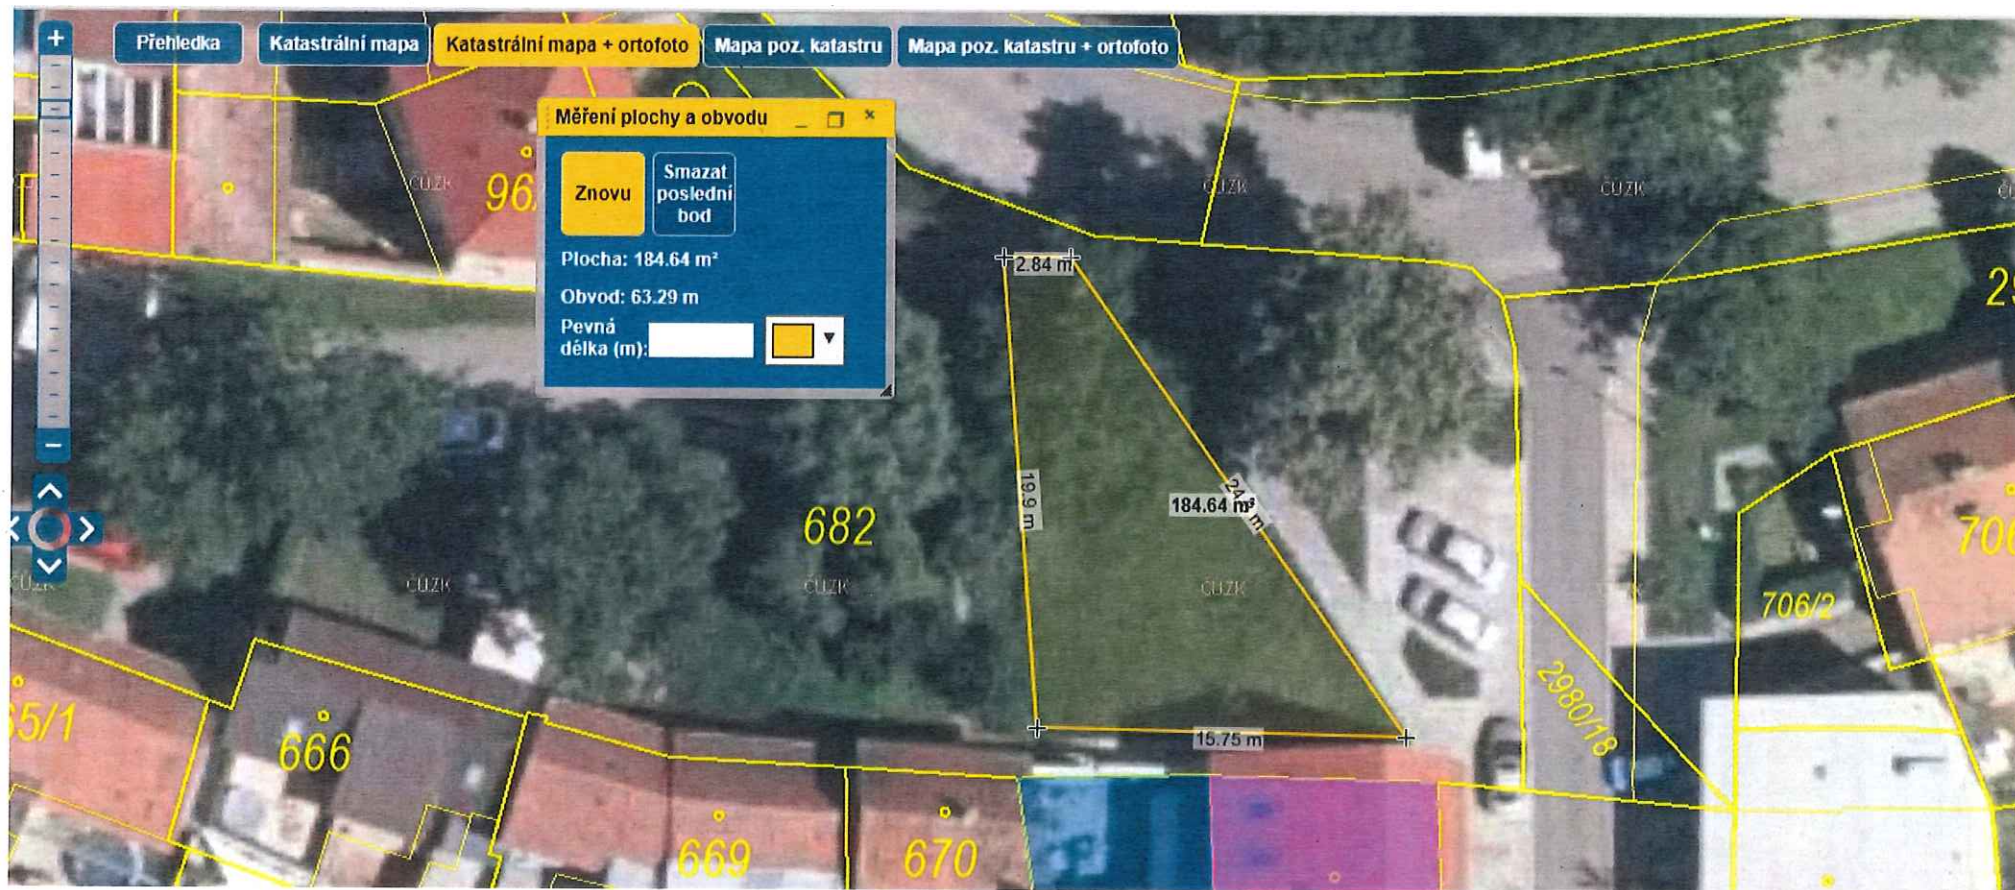 Přehledka
Katastrální mapa
Katastrální mapa + ortofoto
Mapa poz. katastru
Mapa poz. katastru + ortofoto
Měření plochy a obvodu
Znovu
Smazat
poslední
bod
Plocha: 184.64 m²
Obvod: 63.29 m
Pevná
délka (m):
ČÚZK
ČÚZK
ČÚZK
2.84 m
19.9 m
184.64 m²
682
ČÚZK
ČÚZK
ČÚZK
ČÚZK
706/2
2980/18
15.75 m
65/1
666
669
670